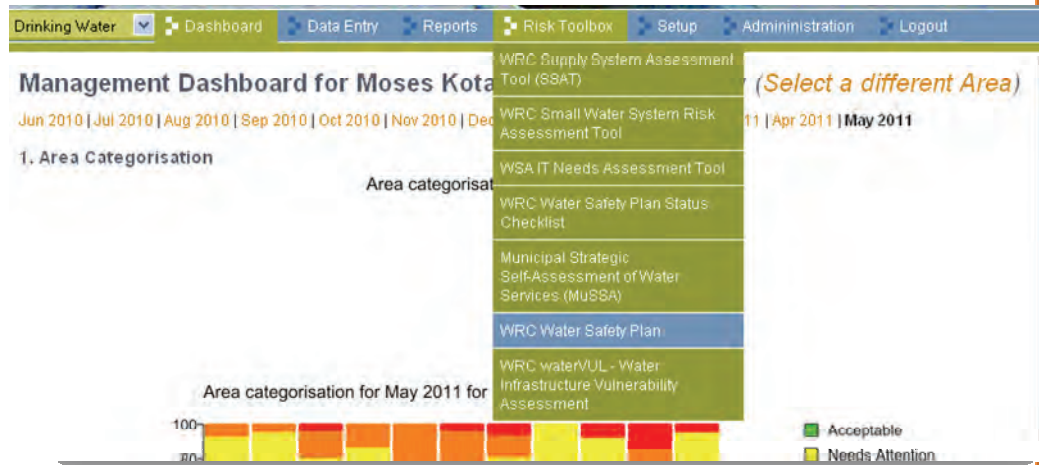 Drinking Water Dashboard Data Entry Reports Risk Toolbox Setup Admininistration Logout
Management Dashboard for Moses Kota y (Select a different Area)
Jun 2010 | Jul 2010 | Aug 2010 | Sep 2010 | Oct 2010 | Nov 2010 | Dec 11 | Apr 2011 | May 2011
1. Area Categorisation
Area categorisat
WRC Supply System Assessment
Tool (SSAT)
WRC Small Water System Risk
Assessment Tool
WSA IT Needs Assessment Tool
WRC Water Safety Plan Status
Checklist
Municipal Strategic
Self-Assessment of Water
Services (MuSSA)
WRC Water Safety Plan
WRC waterVUL - Water
Infrastructure Vulnerability
Assessment
Area categorisation for May 2011 for
100
80
Acceptable
Needs Attention